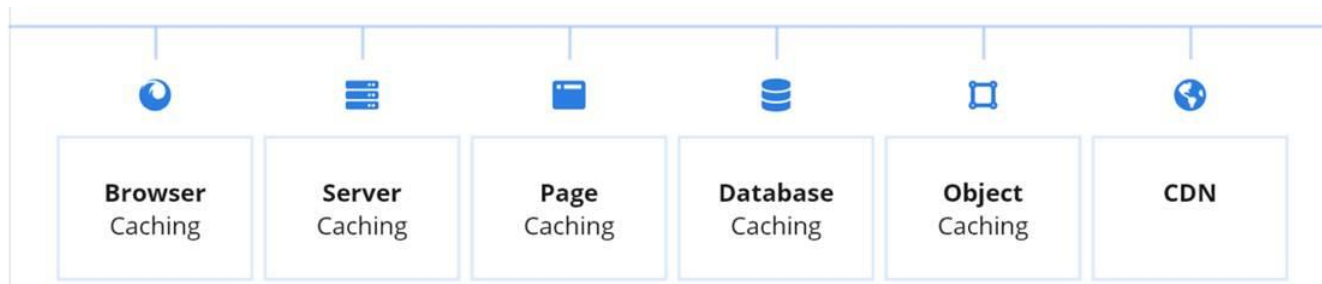 Browser
Caching
Server
Caching
Page
Caching
Database
Caching
Object
Caching
CDN